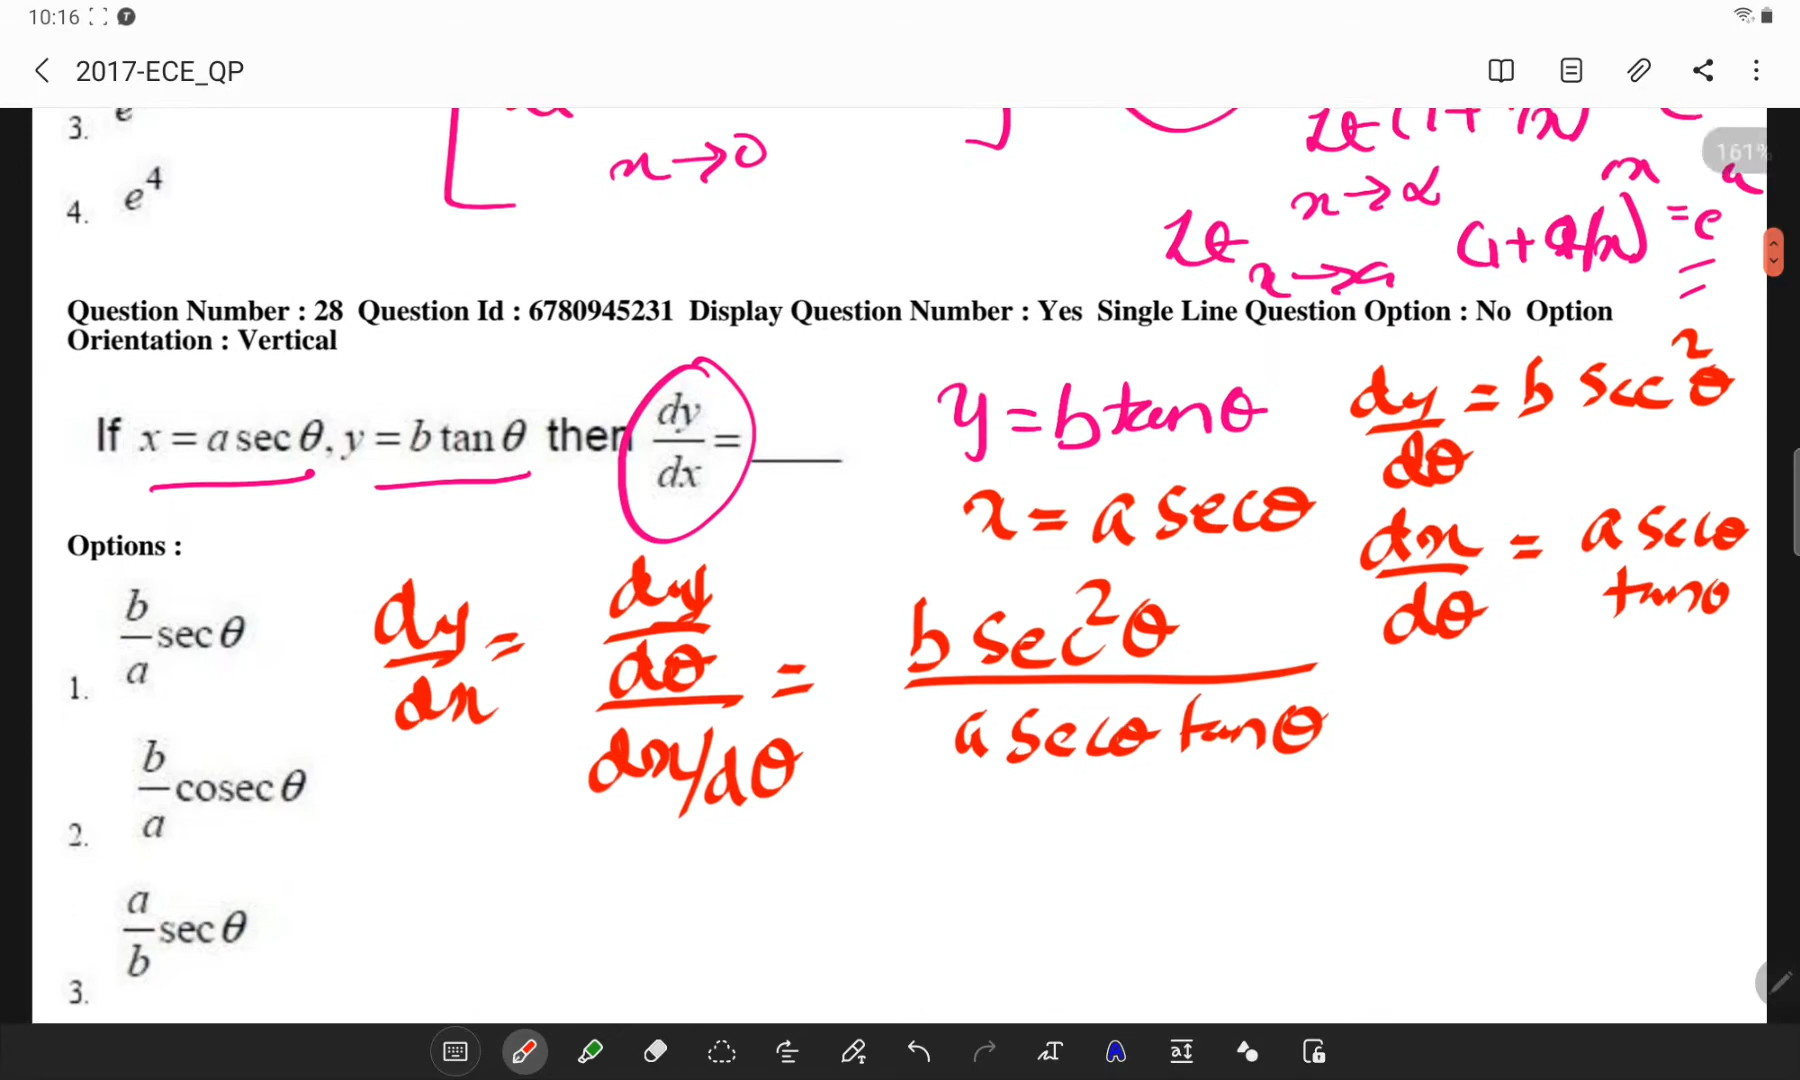 10:16
2017-ECE_QP
161%
3. e
4. e^4
x→0
x→α
(1+a/x) = e
Question Number : 28 Question Id : 6780945231 Display Question Number : Yes Single Line Question Option : No Option
Orientation : Vertical
If x = a sec θ, y = b tan θ then dy/dx = ____
y = b tanθ
dy/dθ = b sec²θ
x = a secθ
dx/dθ = a secθ
tanθ
Options :
1. b/a sec θ
dy/dx = dy/dθ / dx/dθ = b sec²θ / a secθ tanθ
2. b/a cosec θ
3. a/b sec θ